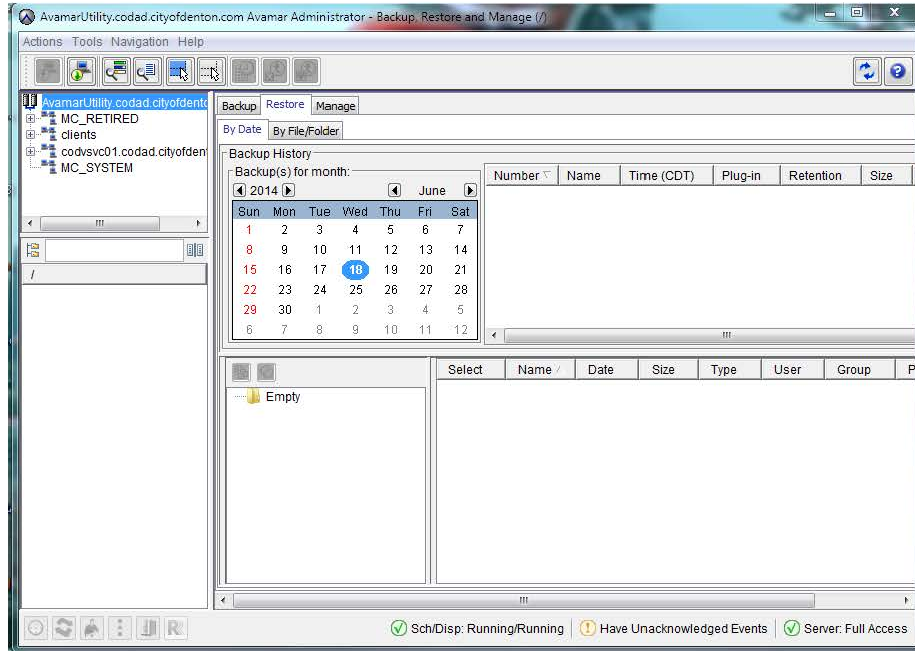 AvamarUtility.codad.cityofdenton.com Avamar Administrator - Backup, Restore and Manage (/)
Actions Tools Navigation Help
AvamarUtility.codad.cityofdento
MC_RETIRED
clients
codvsvc01.codad.cityofden
MC_SYSTEM
/
Backup Restore Manage
By Date By File/Folder
Backup History
Backup(s) for month:
2014 June
Sun Mon Tue Wed Thu Fri Sat
1 2 3 4 5 6 7
8 9 10 11 12 13 14
15 16 17 18 19 20 21
22 23 24 25 26 27 28
29 30 1 2 3 4 5
6 7 8 9 10 11 12
Number Name Time (CDT) Plug-in Retention Size
Empty
Select Name Date Size Type User Group P
Sch/Disp: Running/Running Have Unacknowledged Events Server: Full Access